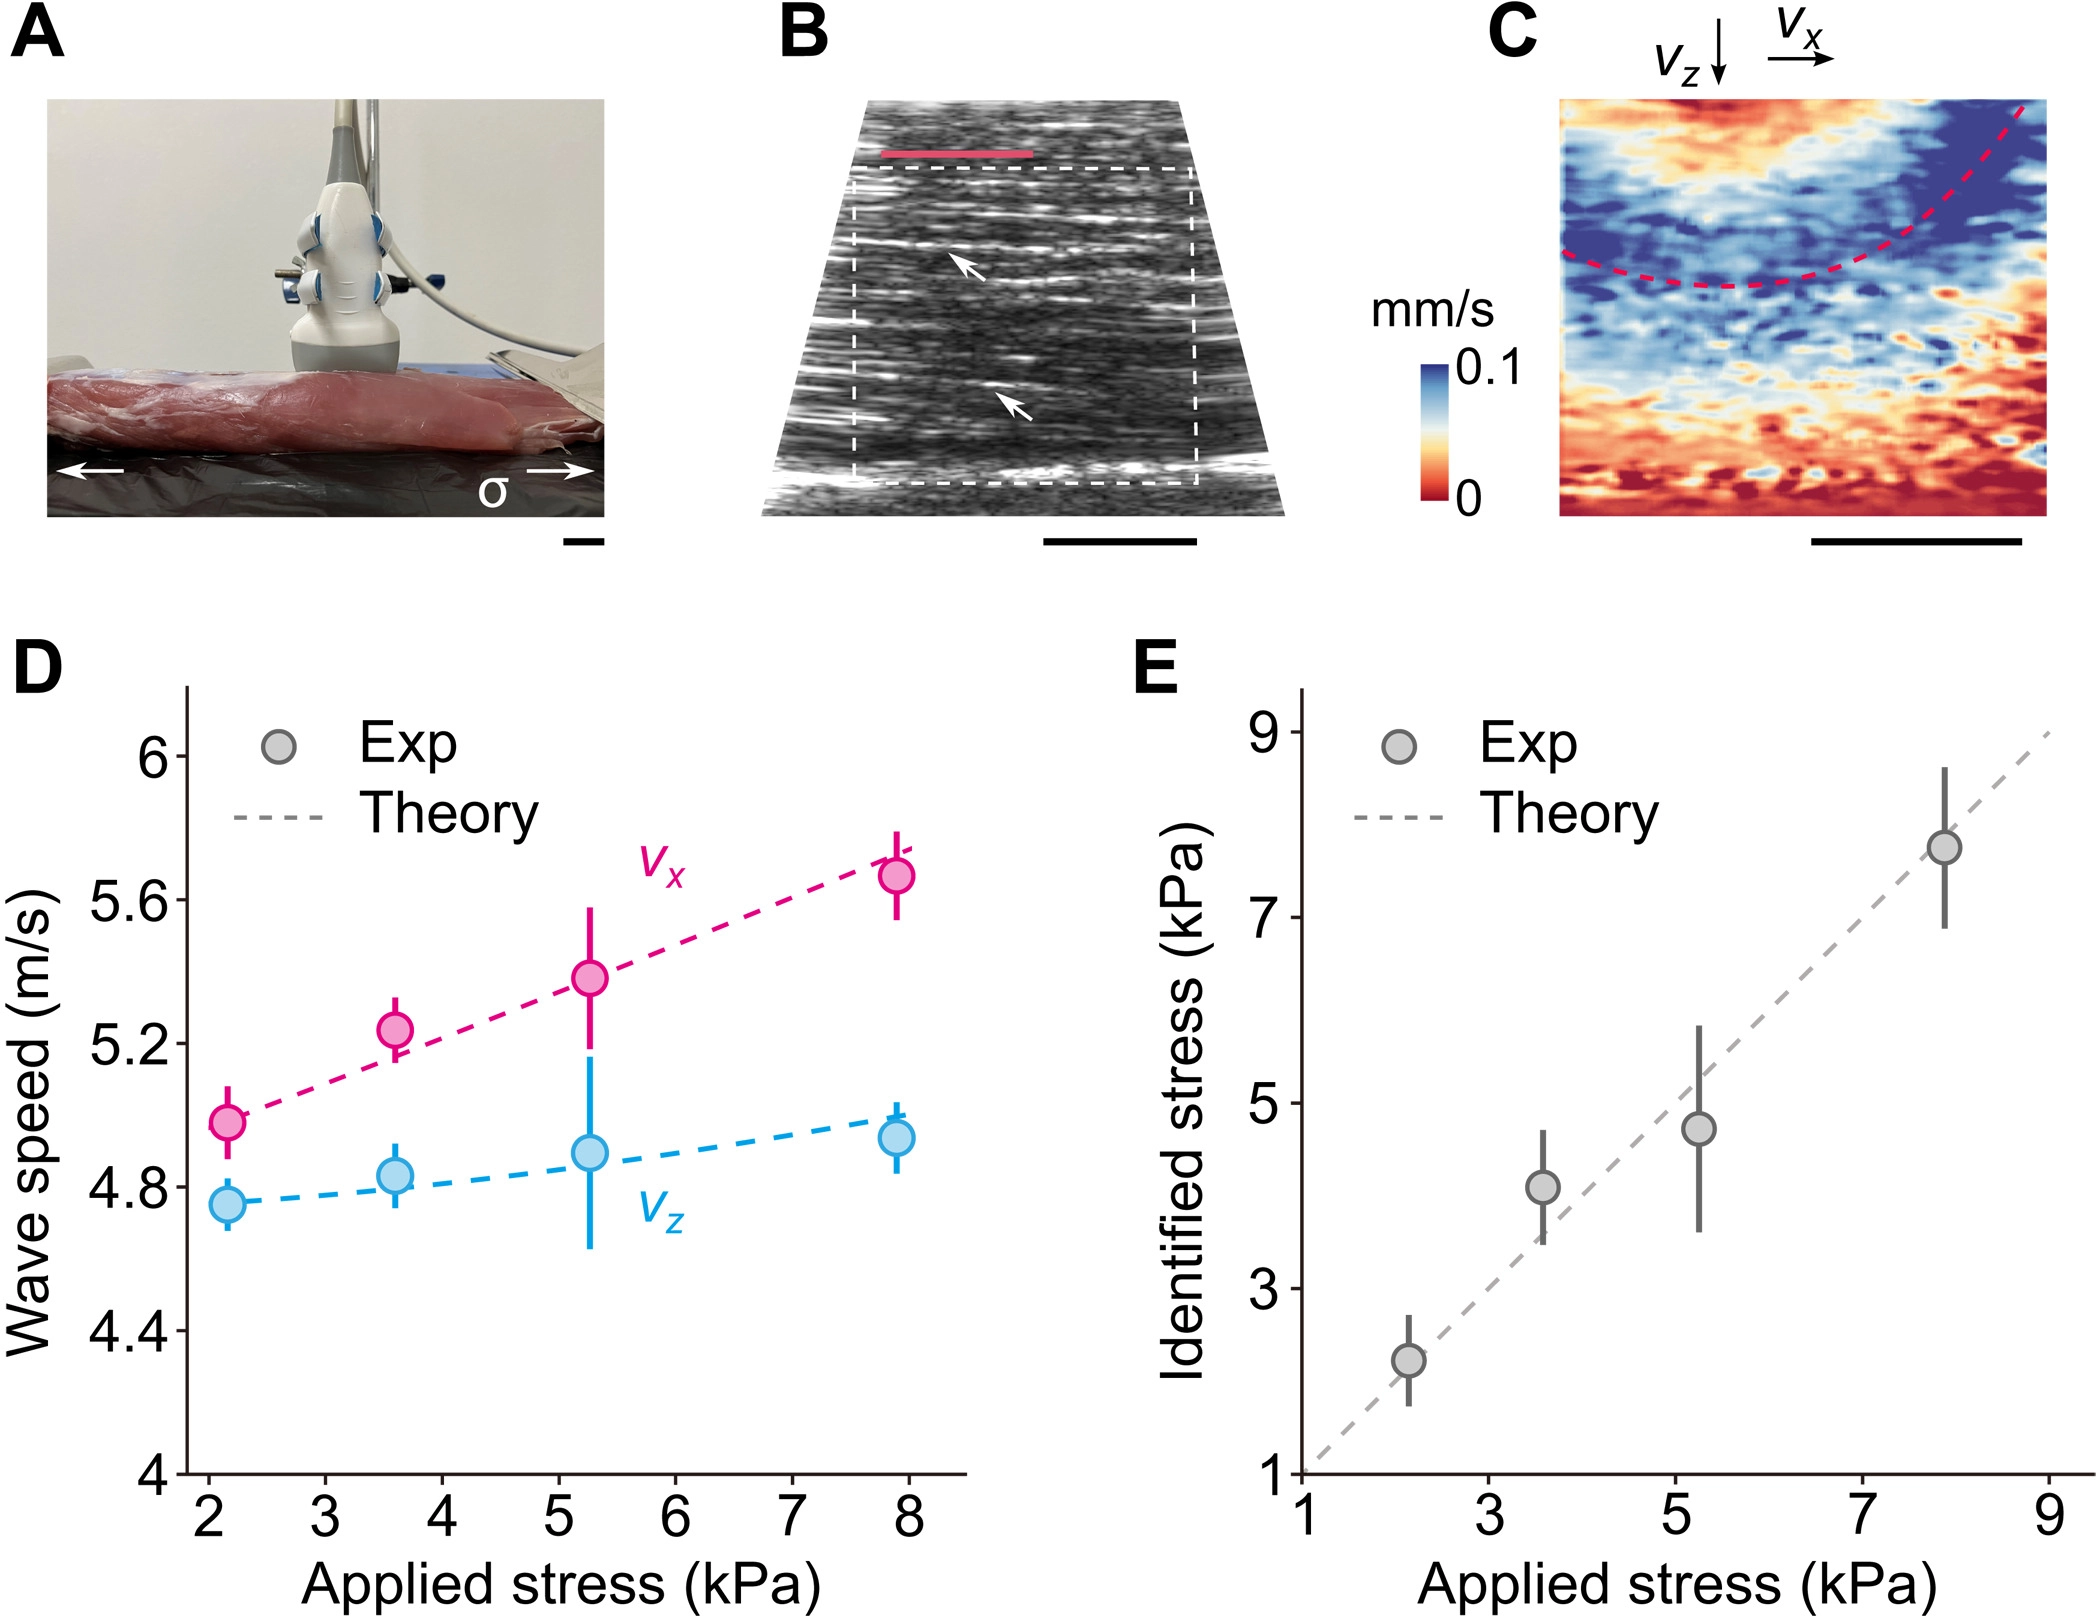 A
B
C
v_z
v_x
σ
mm/s
0.1
0
D
Exp
Theory
v_x
v_z
6
5.6
5.2
4.8
4.4
4
2 3 4 5 6 7 8
Wave speed (m/s)
Applied stress (kPa)
E
Exp
Theory
9
7
5
3
1
1 3 5 7 9
Identified stress (kPa)
Applied stress (kPa)